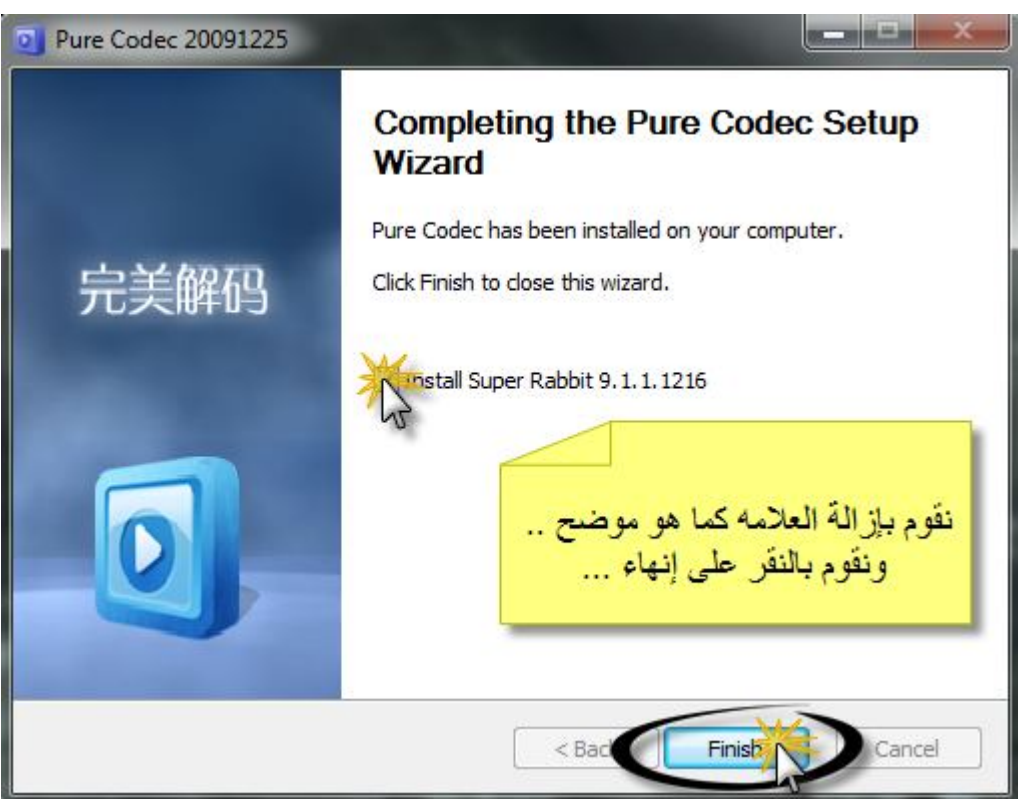 Pure Codec 20091225
Completing the Pure Codec Setup
Wizard
Pure Codec has been installed on your computer.
Click Finish to close this wizard.
完美解码
Install Super Rabbit 9.1.1.1216
نقوم بإزالة العلامه كما هو موضح ..
ونقوم بالنقر على إنهاء ...
< Back
Finish
Cancel